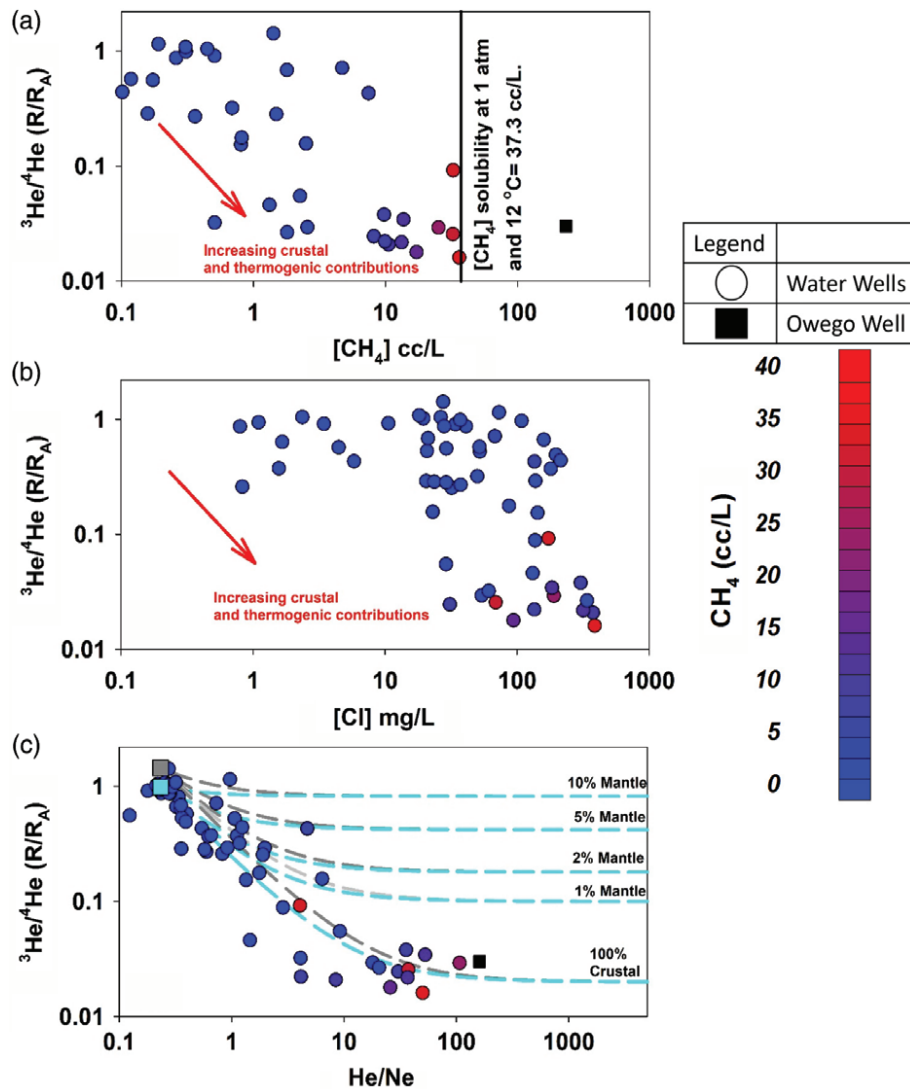 (a)
³He/⁴He (R/Rₐ)
1
0.1
0.01
Increasing crustal
and thermogenic contributions
[CH₄] solubility at 1 atm
and 12 °C= 37.3 cc/L.
0.1 1 10 100 1000
[CH₄] cc/L
Legend
Water Wells
Owego Well
(b)
³He/⁴He (R/Rₐ)
1
0.1
0.01
Increasing crustal
and thermogenic contributions
0.1 1 10 100 1000
[Cl] mg/L
CH₄ (cc/L)
40
35
30
25
20
15
10
5
0
(c)
³He/⁴He (R/Rₐ)
1
0.1
0.01
10% Mantle
5% Mantle
2% Mantle
1% Mantle
100%
Crustal
0.1 1 10 100 1000
He/Ne